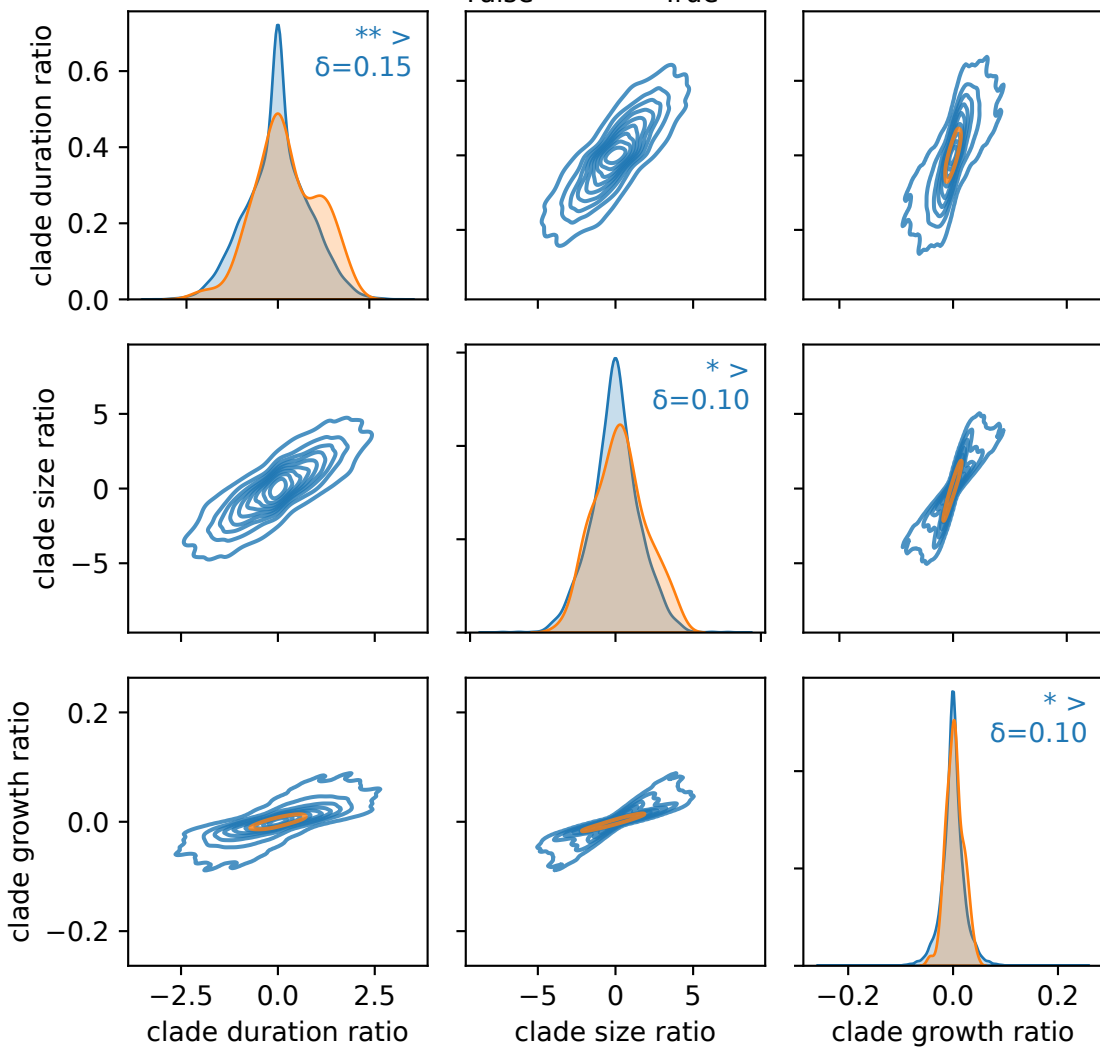 ** >
δ=0.15
clade duration ratio
0.6
0.4
0.2
0.0
* >
δ=0.10
clade size ratio
5
0
−5
* >
δ=0.10
clade growth ratio
0.2
0.0
−0.2
−2.5 0.0 2.5
−5 0 5
−0.2 0.0 0.2
clade duration ratio
clade size ratio
clade growth ratio